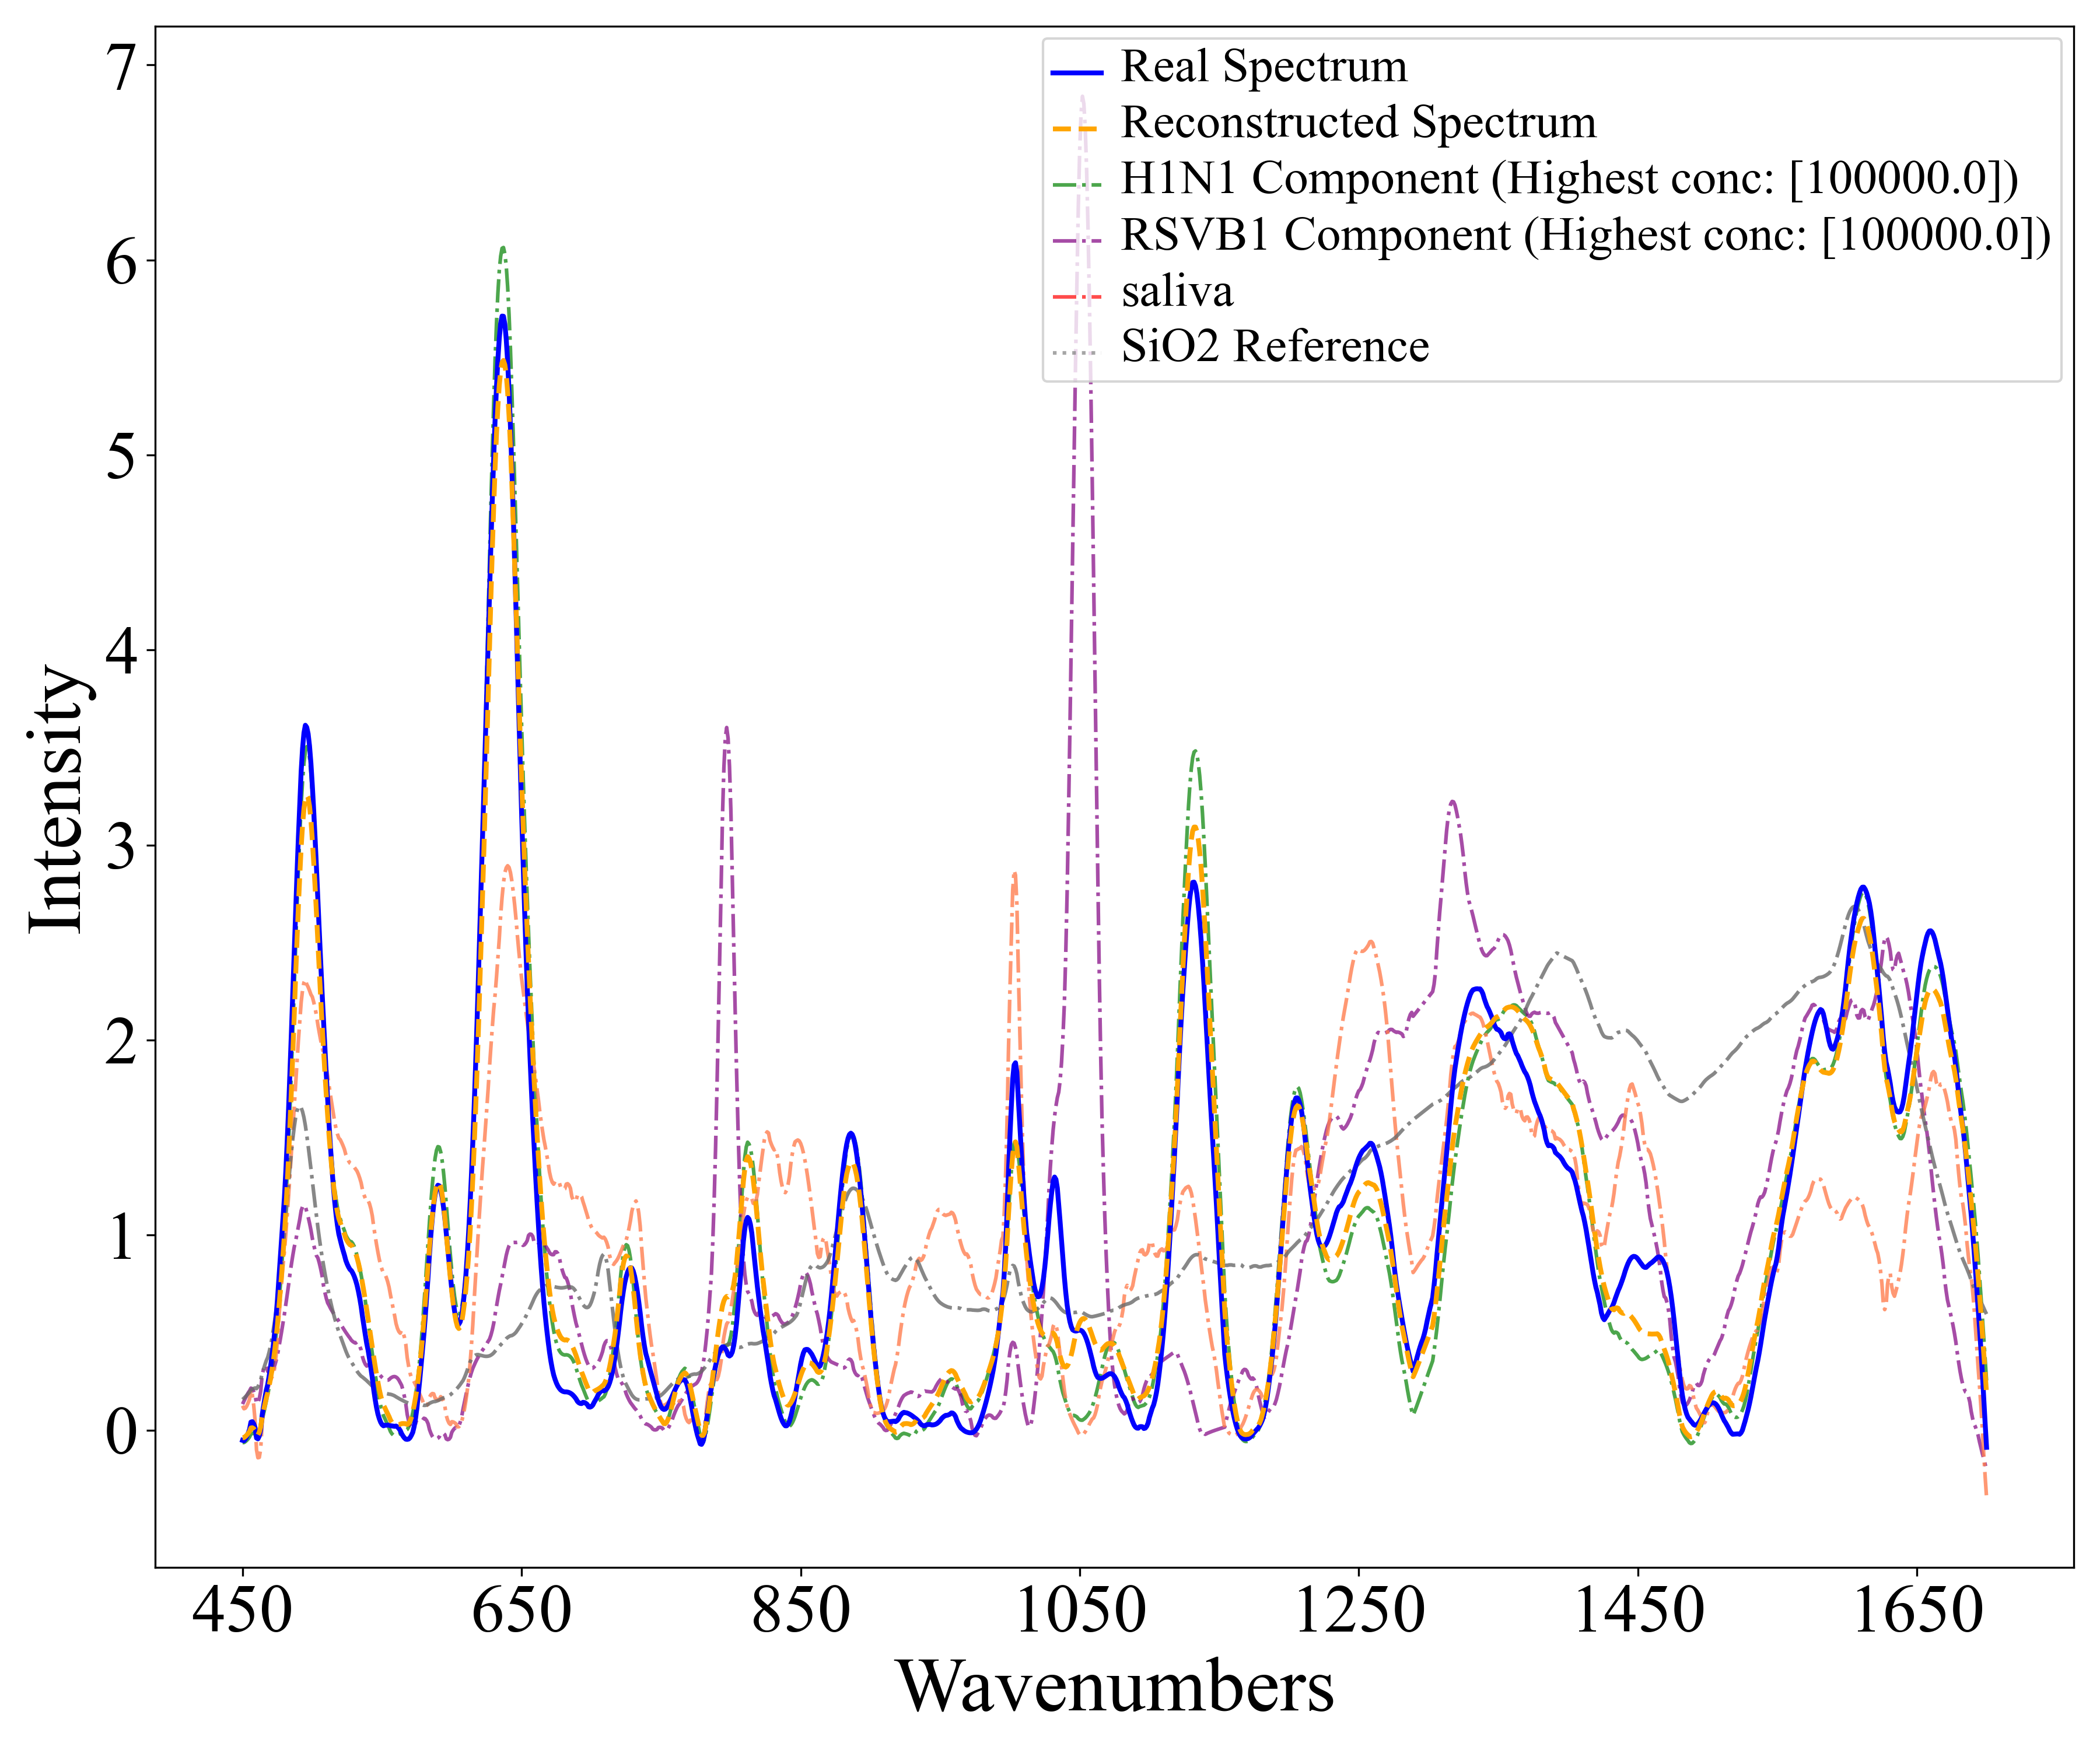 Real Spectrum
Reconstructed Spectrum
H1N1 Component (Highest conc: [100000.0])
RSVB1 Component (Highest conc: [100000.0])
saliva
SiO2 Reference
7
6
5
4
3
2
1
0
Intensity
450 650 850 1050 1250 1450 1650
Wavenumbers